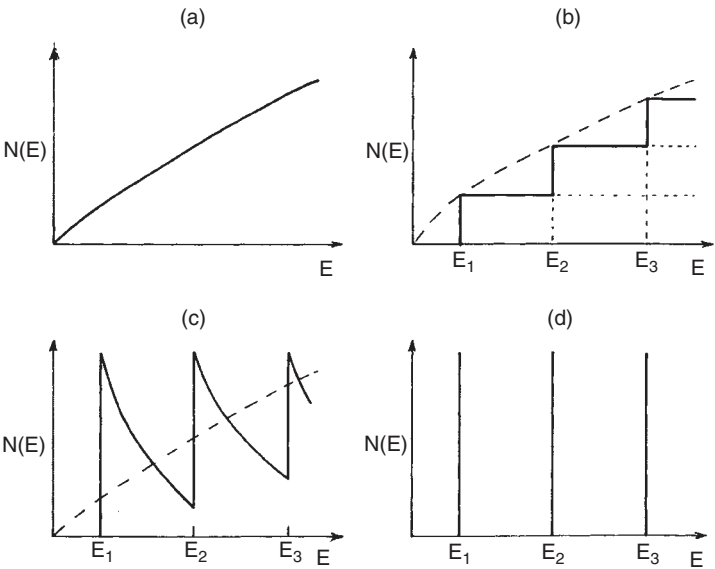 (a)
N(E)
E
(b)
N(E)
E₁ E₂ E₃ E
(c)
N(E)
E₁ E₂ E₃ E
(d)
N(E)
E₁ E₂ E₃ E